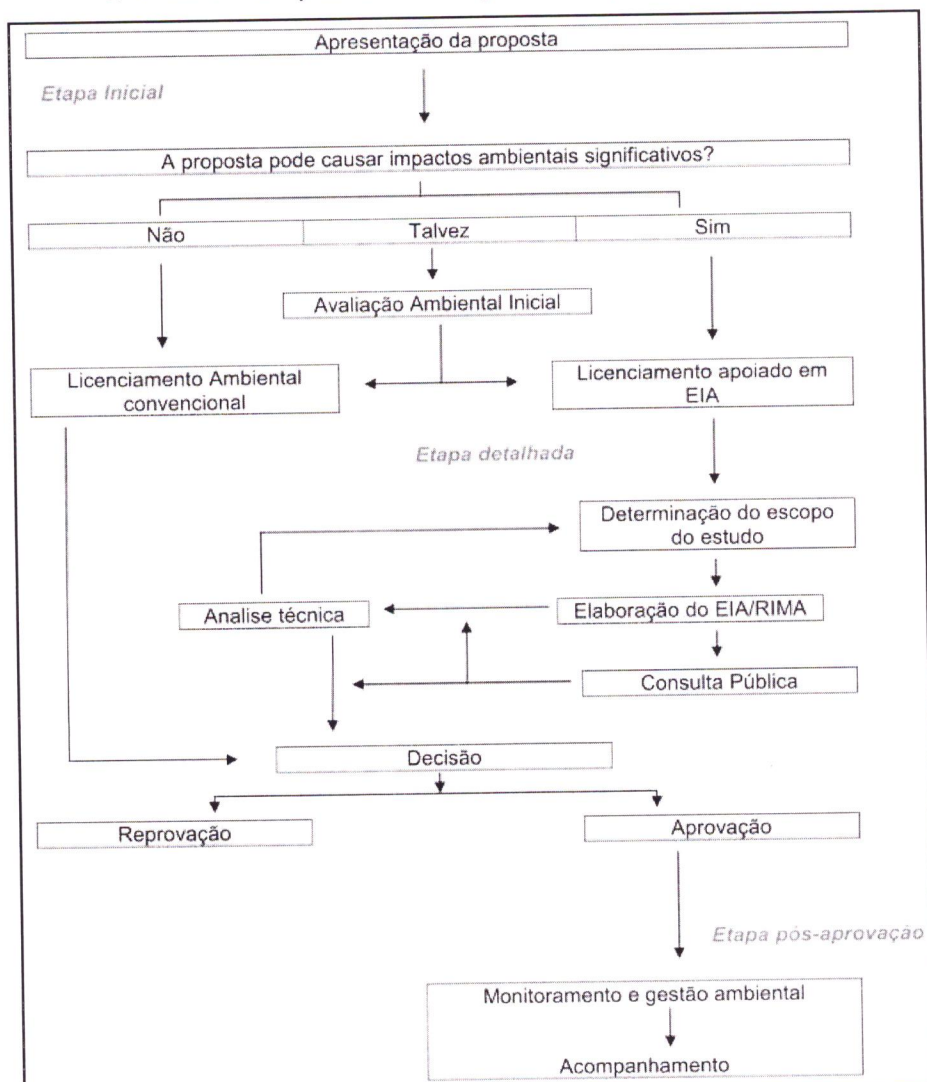 Apresentação da proposta
Etapa Inicial
A proposta pode causar impactos ambientais significativos?
Não
Talvez
Sim
Avaliação Ambiental Inicial
Licenciamento Ambiental
convencional
Licenciamento apoiado em
EIA
Etapa detalhada
Determinação do escopo
do estudo
Analise técnica
Elaboração do EIA/RIMA
Consulta Pública
Decisão
Reprovação
Aprovação
Etapa pós-aprovação
Monitoramento e gestão ambiental
Acompanhamento